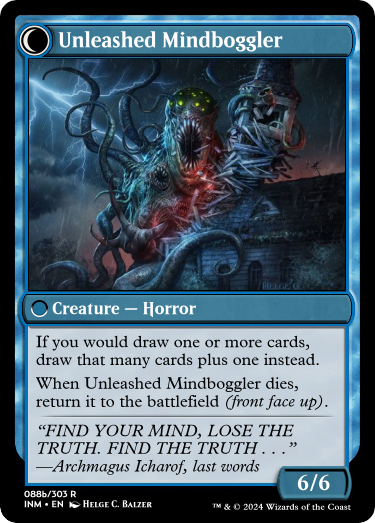 Unleashed Mindboggler
HELGE C.
Creature — Horror
If you would draw one or more cards,
draw that many cards plus one instead.
When Unleashed Mindboggler dies,
return it to the battlefield (front face up).
“FIND YOUR MIND, LOSE THE
TRUTH. FIND THE TRUTH . . .”
—Archmagus Icharof, last words
6/6
088b/303 R
INM • EN Helge C. Balzer
™ & © 2024 Wizards of the Coast